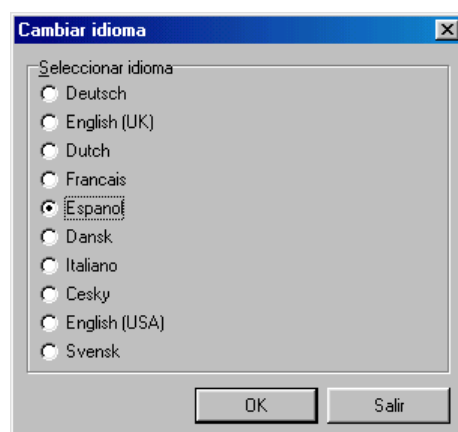 Cambiar idioma
Seleccionar idioma
Deutsch
English (UK)
Dutch
Francais
Espanol
Dansk
Italiano
Cesky
English (USA)
Svensk
OK Salir